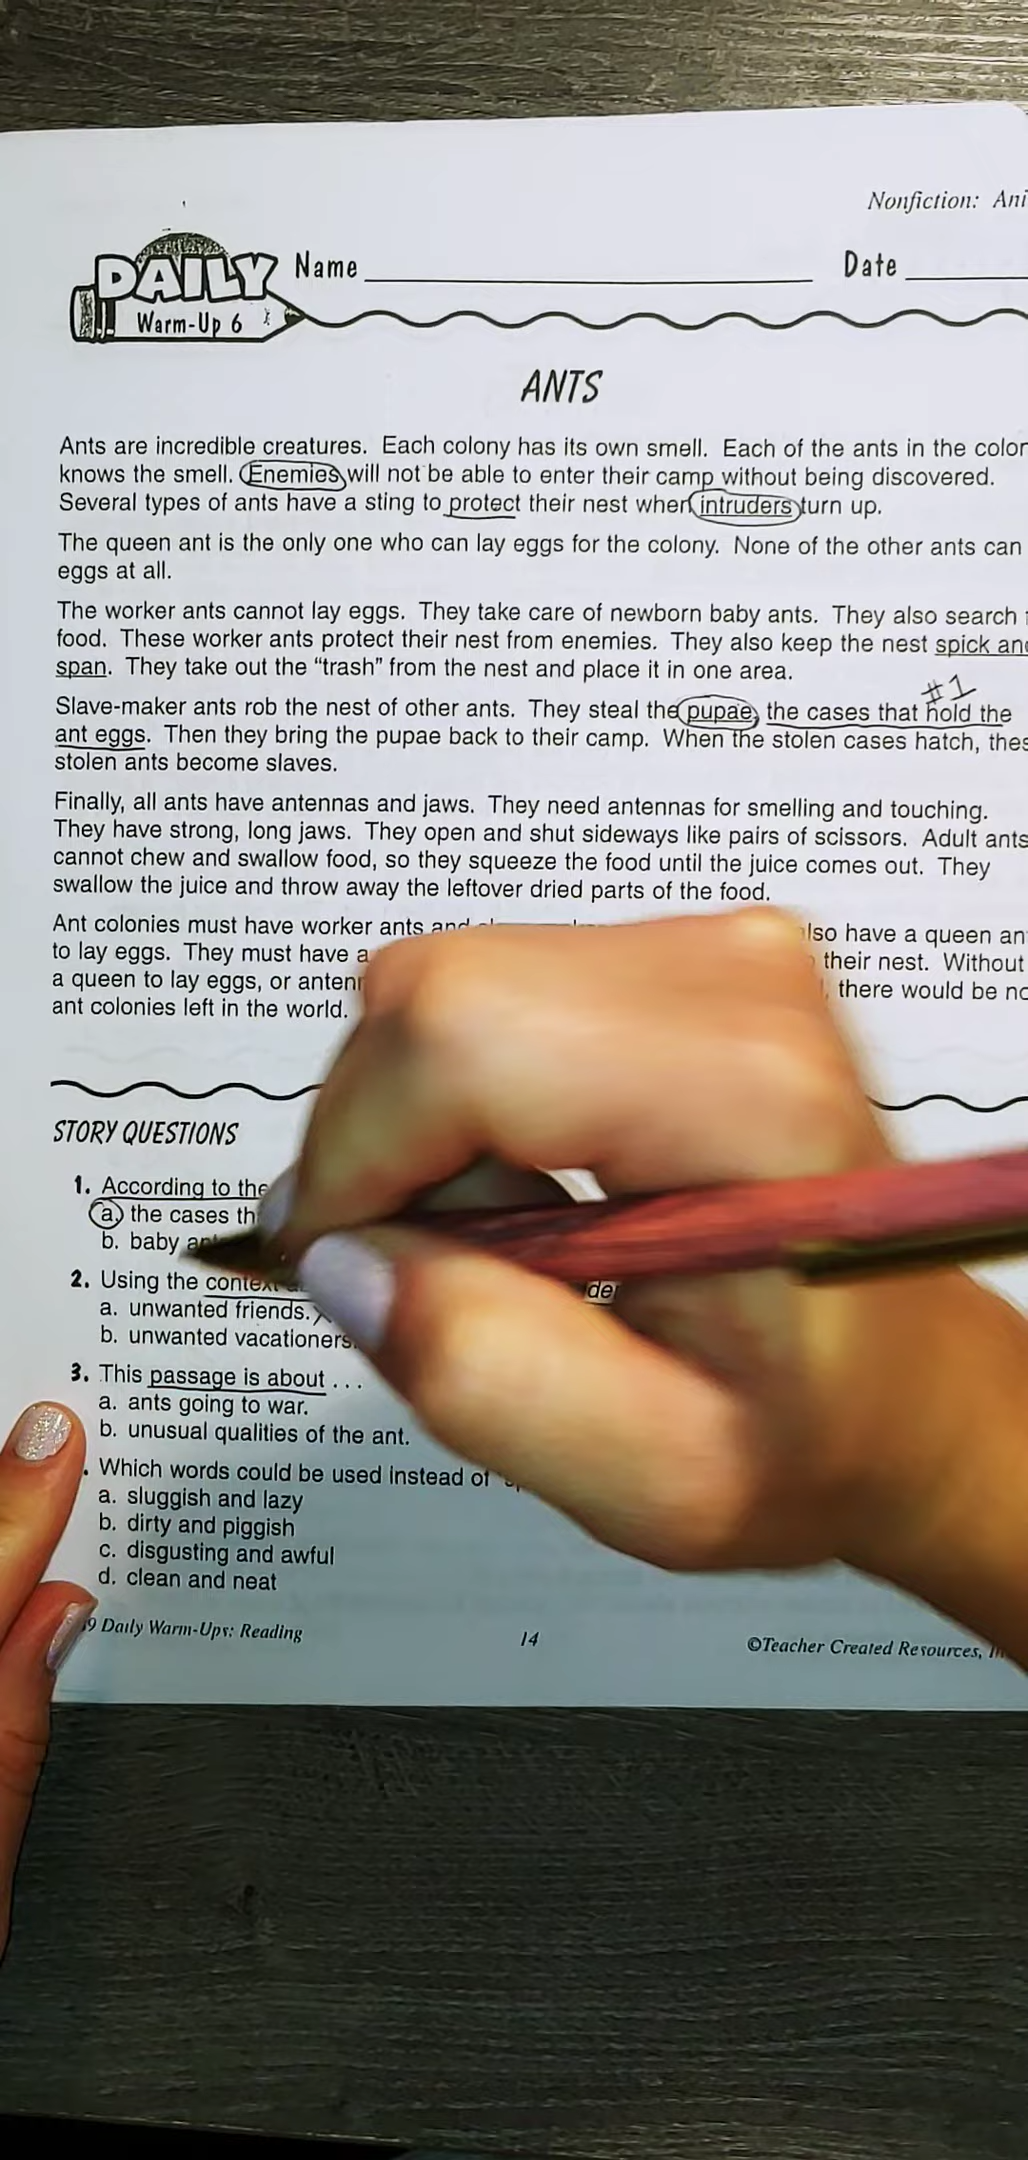 Nonfiction: Ani
DAILY
Warm-Up 6
Name
Date
ANTS
Ants are incredible creatures. Each colony has its own smell. Each of the ants in the colon
knows the smell. Enemies will not be able to enter their camp without being discovered.
Several types of ants have a sting to protect their nest when intruders turn up.
The queen ant is the only one who can lay eggs for the colony. None of the other ants can
eggs at all.
The worker ants cannot lay eggs. They take care of newborn baby ants. They also search
food. These worker ants protect their nest from enemies. They also keep the nest spick and
span. They take out the “trash” from the nest and place it in one area.
#1
Slave-maker ants rob the nest of other ants. They steal the pupae, the cases that hold the
ant eggs. Then they bring the pupae back to their camp. When the stolen cases hatch, thes
stolen ants become slaves.
Finally, all ants have antennas and jaws. They need antennas for smelling and touching.
They have strong, long jaws. They open and shut sideways like pairs of scissors. Adult ants
cannot chew and swallow food, so they squeeze the food until the juice comes out. They
swallow the juice and throw away the leftover dried parts of the food.
Ant colonies must have worker ants and lso have a queen an
to lay eggs. They must have a their nest. Without
a queen to lay eggs, or anten there would be no
ant colonies left in the world.
STORY QUESTIONS
1. According to the
a. the cases th
b. baby
2. Using the context
a. unwanted friends.
b. unwanted vacationers.
3. This passage is about . . .
a. ants going to war.
b. unusual qualities of the ant.
. Which words could be used instead of
a. sluggish and lazy
b. dirty and piggish
c. disgusting and awful
d. clean and neat
9 Daily Warm-Ups: Reading
14
©Teacher Created Resources,